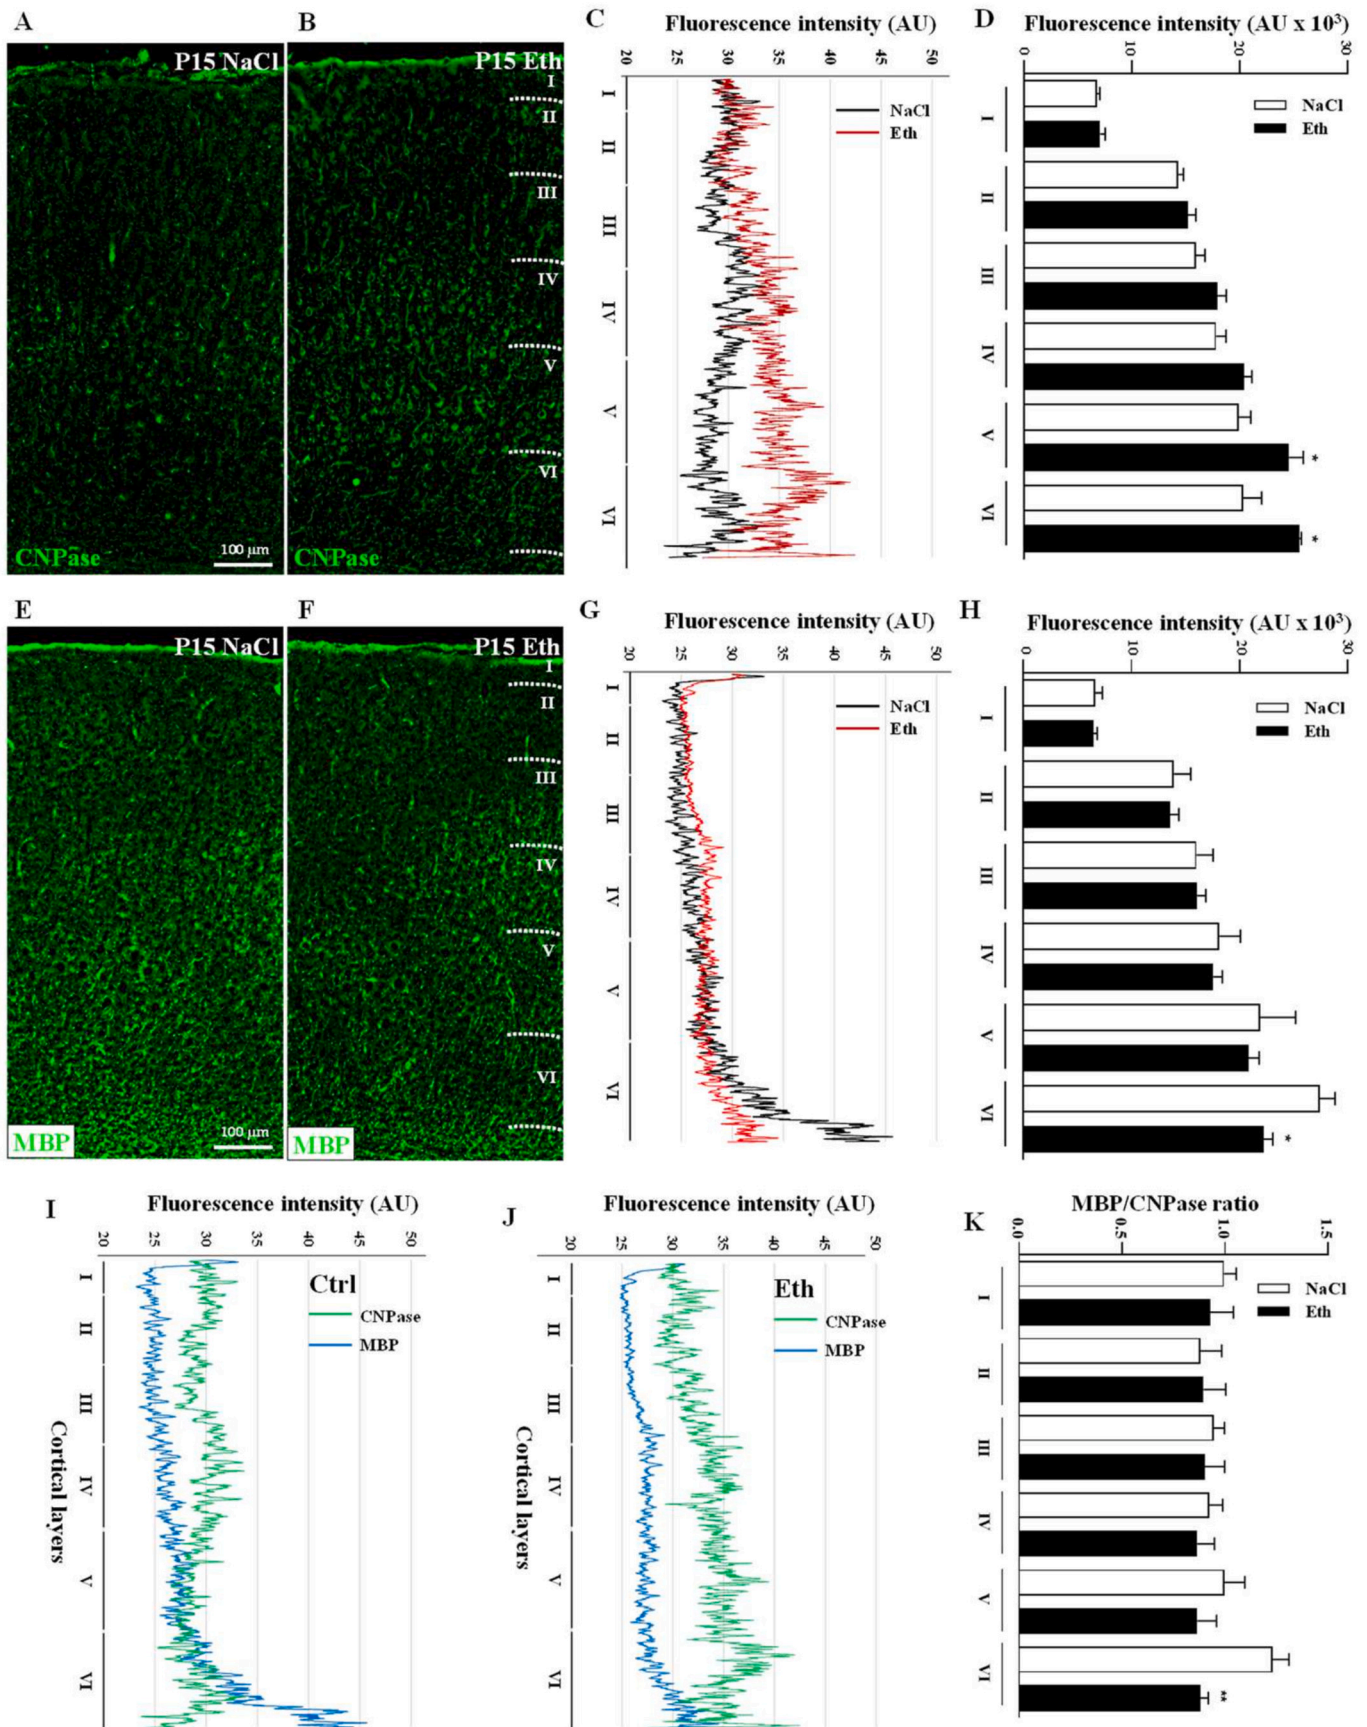 A
P15 NaCl
CNPase
100 μm
B
P15 Eth
I
II
III
IV
V
VI
CNPase
C
Fluorescence intensity (AU)
20
25
30
35
40
45
50
NaCl
Eth
I
II
III
IV
V
VI
D
Fluorescence intensity (AU x 10³)
0
10
20
30
NaCl
Eth
I
II
III
IV
V
*
VI
*
E
P15 NaCl
MBP
100 μm
F
P15 Eth
I
II
III
IV
V
VI
MBP
G
Fluorescence intensity (AU)
20
25
30
35
40
45
50
NaCl
Eth
I
II
III
IV
V
VI
H
Fluorescence intensity (AU x 10³)
0
10
20
30
NaCl
Eth
I
II
III
IV
V
VI
*
I
Fluorescence intensity (AU)
20
25
30
35
40
45
50
Ctrl
CNPase
MBP
I
II
III
IV
V
VI
Cortical layers
J
Fluorescence intensity (AU)
20
25
30
35
40
45
50
Eth
CNPase
MBP
I
II
III
IV
V
VI
Cortical layers
K
MBP/CNPase ratio
0.0
0.5
1.0
1.5
NaCl
Eth
I
II
III
IV
V
VI
**